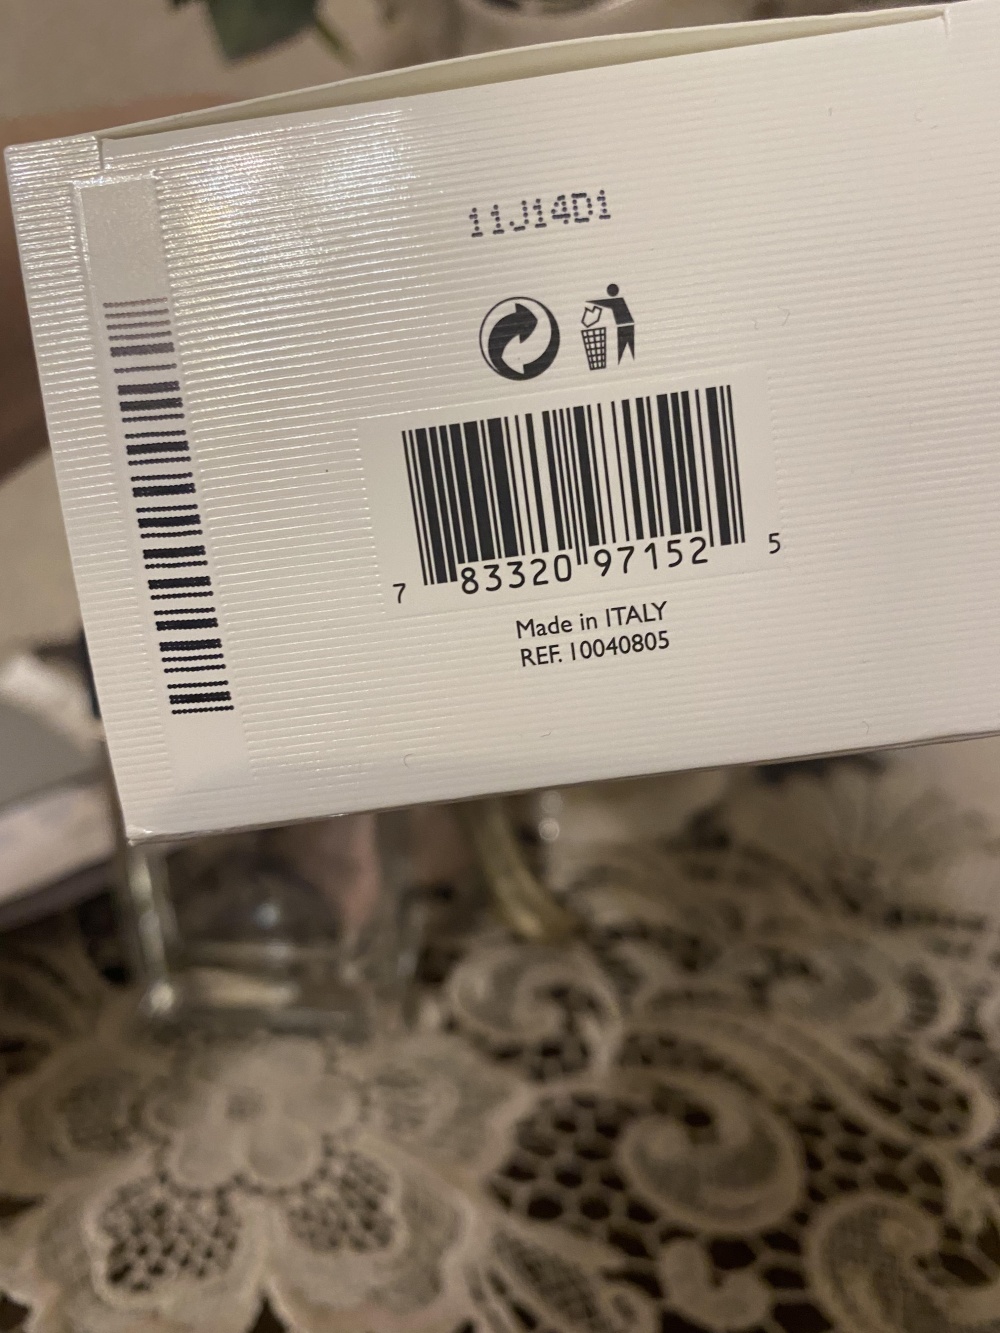 11J14D1
7 83320 97152 5
Made in ITALY
REF. 10040805